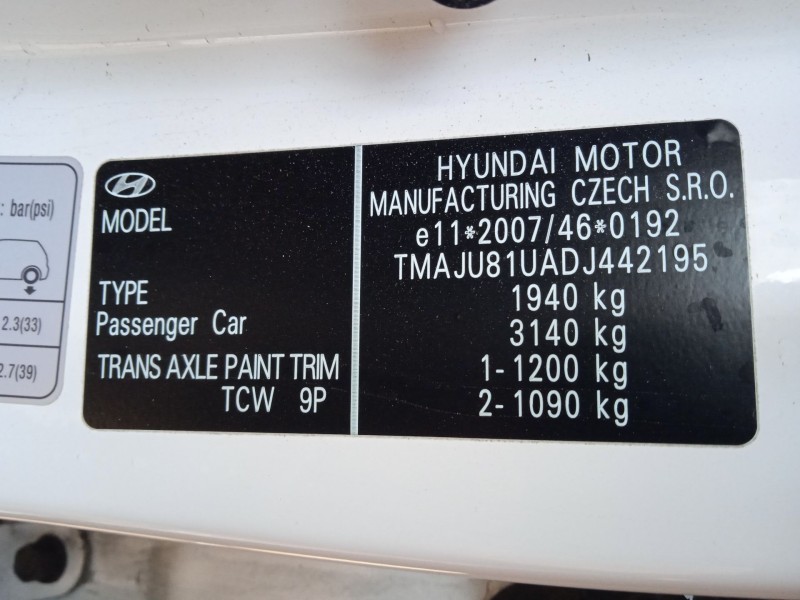 : bar(psi)
2.3(33)
2.7(39)
MODEL
TYPE
Passenger Car
TRANS AXLE PAINT TRIM
TCW 9P
HYUNDAI MOTOR
MANUFACTURING CZECH S.R.O.
e11*2007/46*0192
TMAJU81UADJ442195
1940 kg
3140 kg
1-1200 kg
2-1090 kg